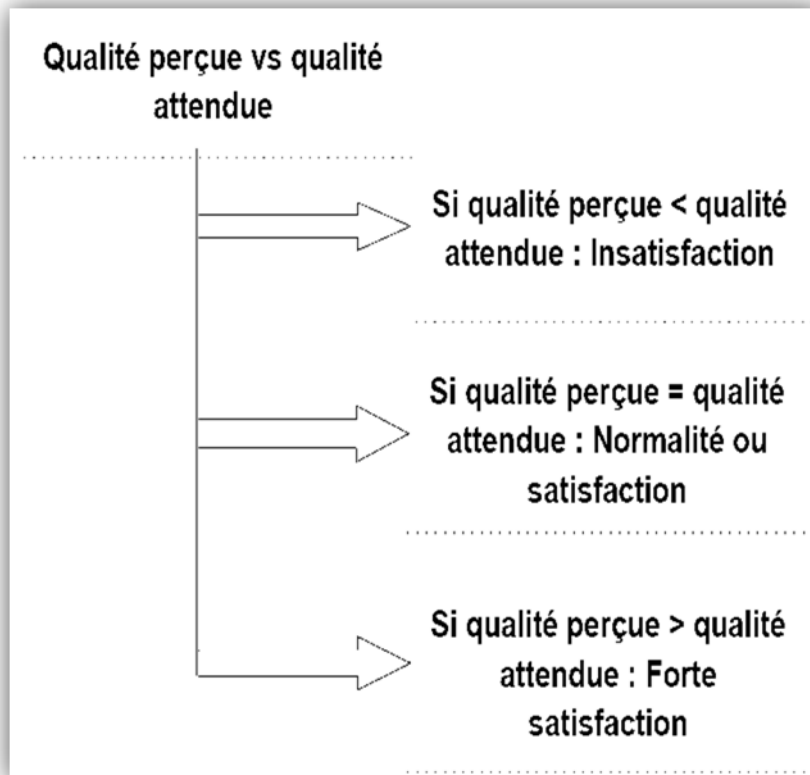 Qualité perçue vs qualité
attendue
Si qualité perçue < qualité
attendue : Insatisfaction
Si qualité perçue = qualité
attendue : Normalité ou
satisfaction
Si qualité perçue > qualité
attendue : Forte
satisfaction